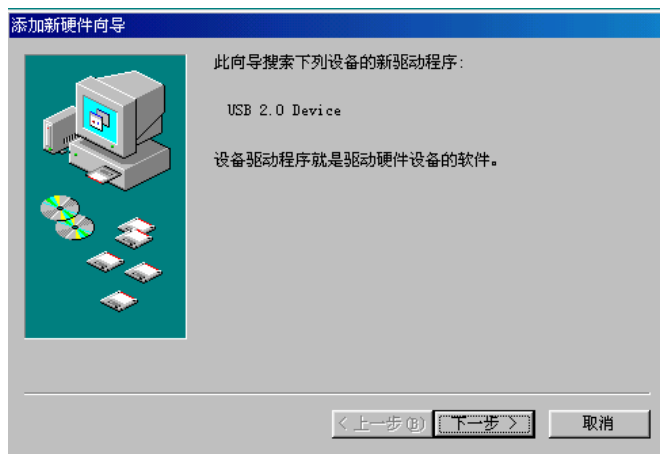 添加新硬件向导
此向导搜索下列设备的新驱动程序:
USB 2.0 Device
设备驱动程序就是驱动硬件设备的软件。
< 上一步(B) 下一步 > 取消